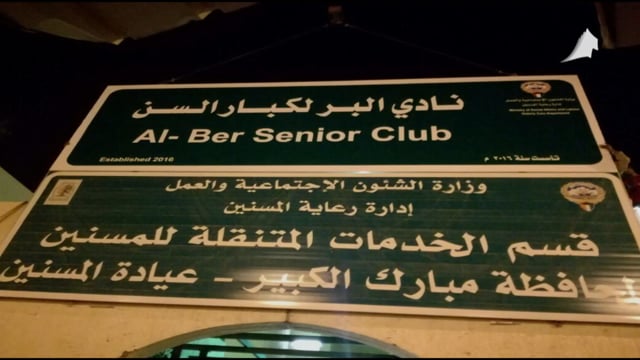 نادي البر لكبار السن
Al- Ber Senior Club
Established 2016
تأسست سنة ٢٠١٦ م
وزارة الشئون الإجتماعية والعمل
إدارة رعاية المسنين
قسم الخدمات المتنقلة للمسنين
محافظة مبارك الكبير - عيادة المسنين